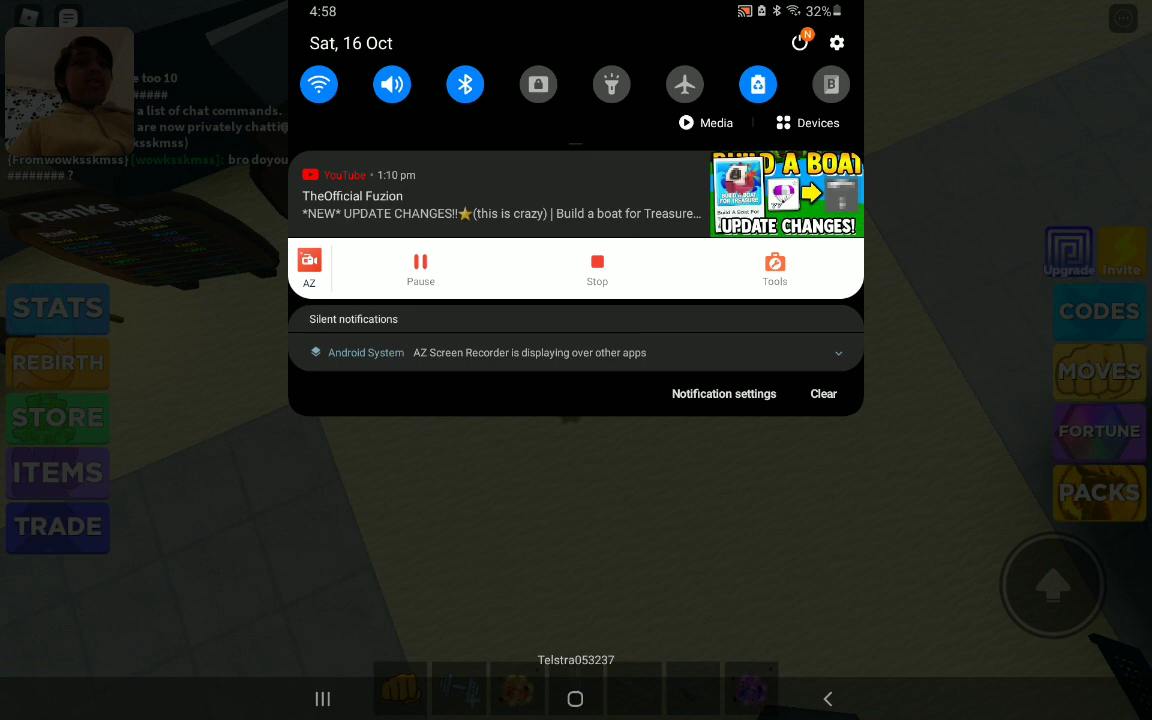 4:58
32%
Sat, 16 Oct
N
Media
Devices
YouTube • 1:10 pm
TheOfficial Fuzion
*NEW* UPDATE CHANGES!!⭐(this is crazy) | Build a boat for Treasure...
BUILD A BOAT
UPDATE CHANGES!
AZ
Pause
Stop
Tools
Silent notifications
Android System AZ Screen Recorder is displaying over other apps
Notification settings
Clear
e too 10
######
a list of chat commands.
are now privately chatti
ksskmss)
{Fromwowksskmss} [wowksskmss]: bro doyou
######## ?
Ranks
Strength
STATS
REBIRTH
STORE
ITEMS
TRADE
Upgrade
Invite
CODES
MOVES
FORTUNE
PACKS
Telstra053237